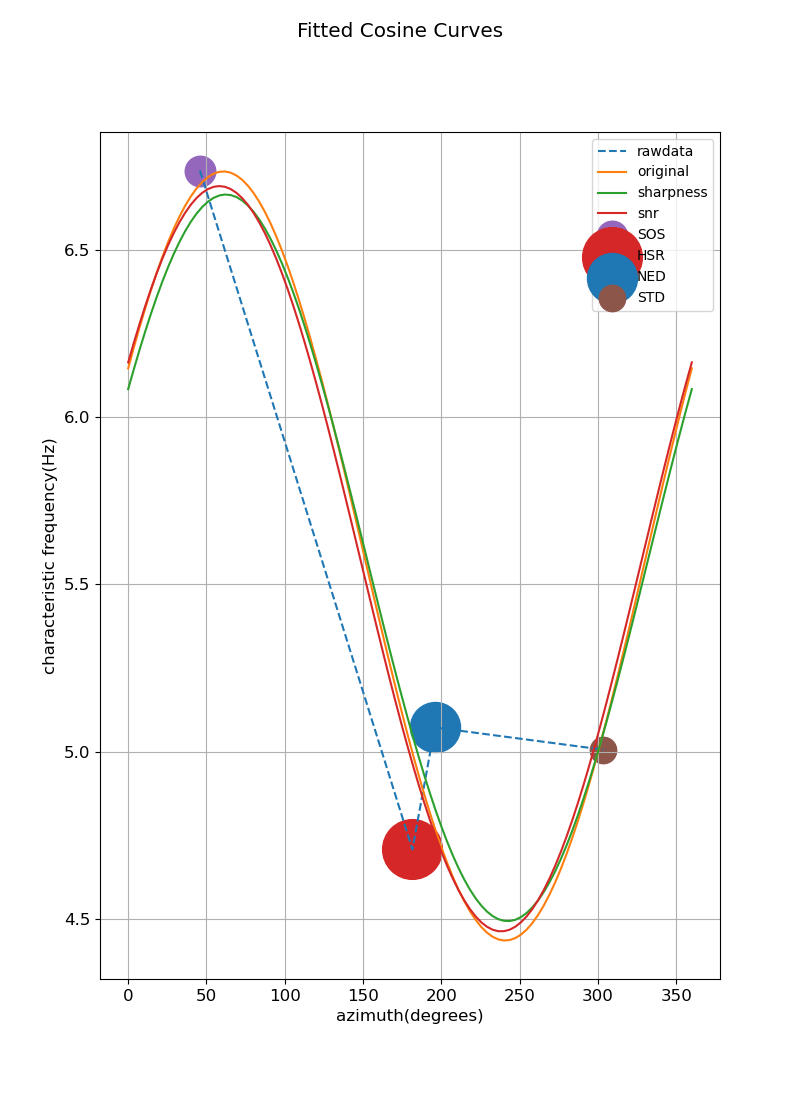 Fitted Cosine Curves
rawdata
original
sharpness
snr
SOS
HSR
NED
STD
6.5
6.0
5.5
5.0
4.5
characteristic frequency(Hz)
0 50 100 150 200 250 300 350
azimuth(degrees)